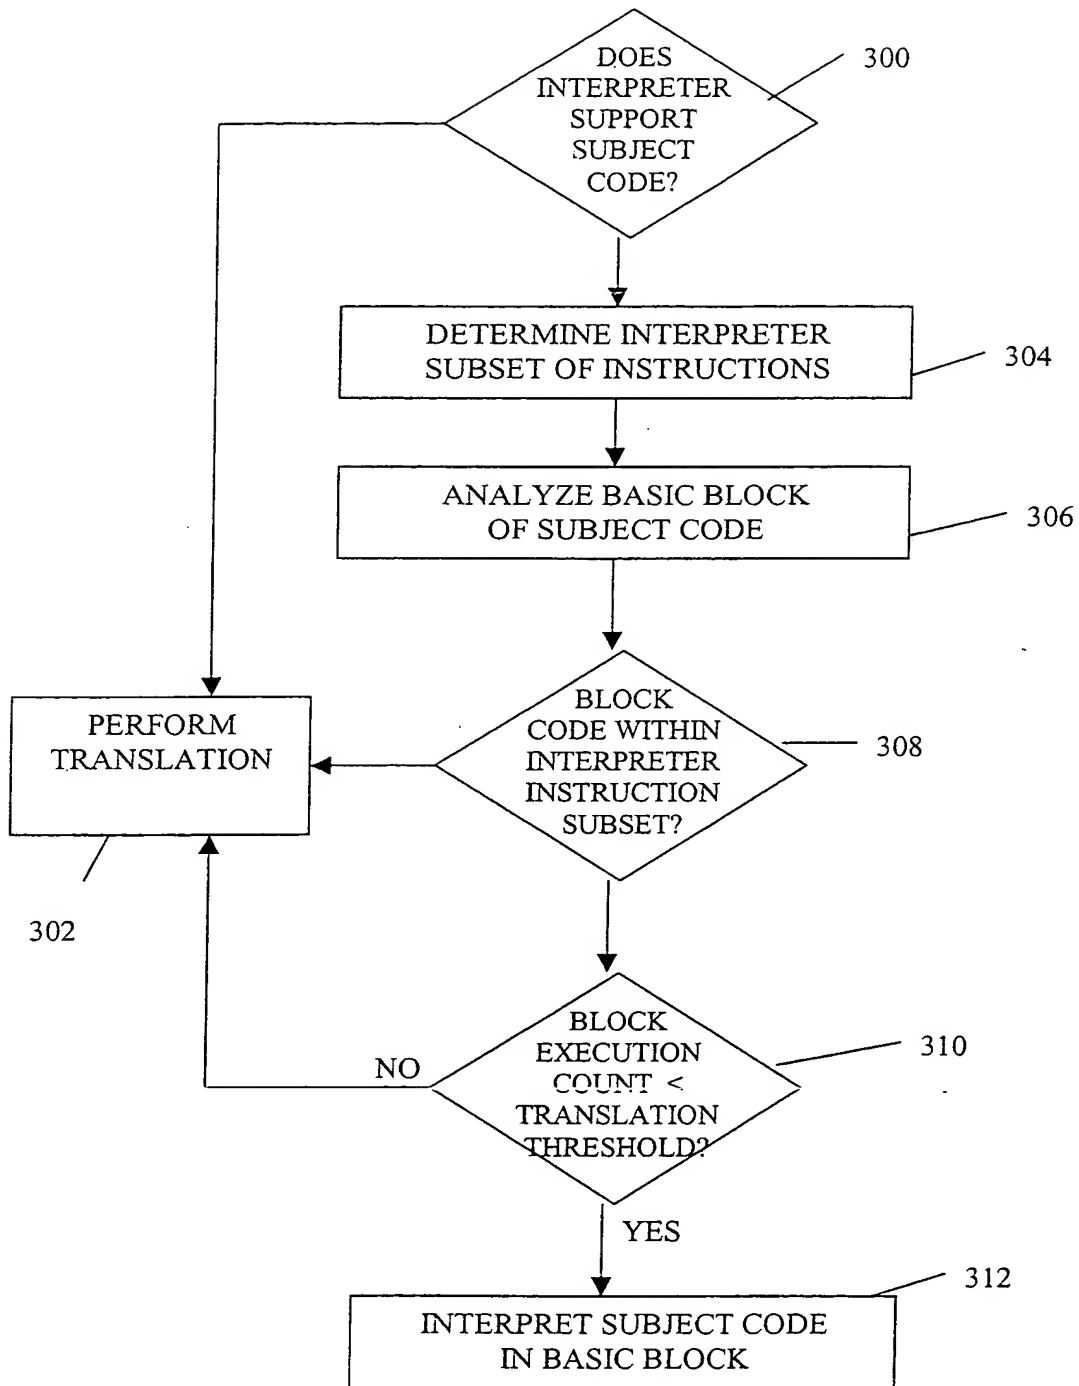 DOES
INTERPRETER
SUPPORT
SUBJECT
CODE?
300
DETERMINE INTERPRETER
SUBSET OF INSTRUCTIONS
304
ANALYZE BASIC BLOCK
OF SUBJECT CODE
306
PERFORM
TRANSLATION
302
BLOCK
CODE WITHIN
INTERPRETER
INSTRUCTION
SUBSET?
308
BLOCK
EXECUTION
COUNT <
TRANSLATION
THRESHOLD?
310
NO
YES
312
INTERPRET SUBJECT CODE
IN BASIC BLOCK